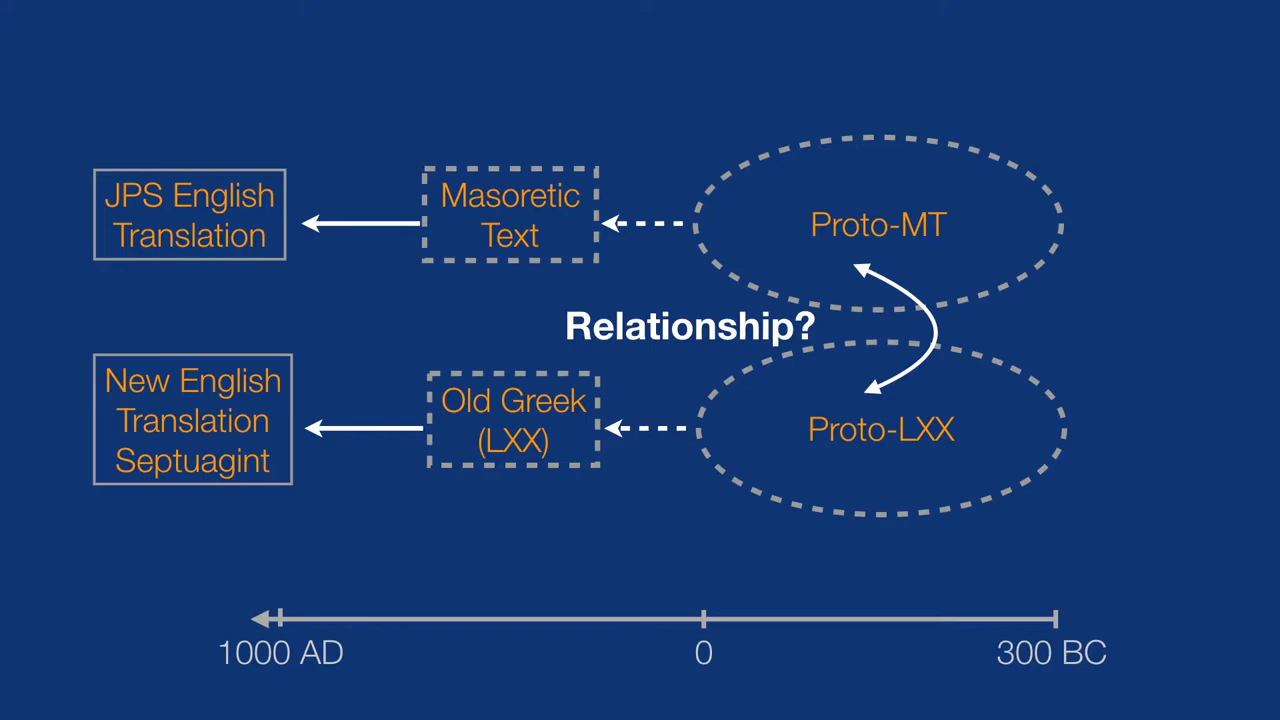 JPS English
Translation
Masoretic
Text
Proto-MT
Relationship?
New English
Translation
Septuagint
Old Greek
(LXX)
Proto-LXX
1000 AD
0
300 BC